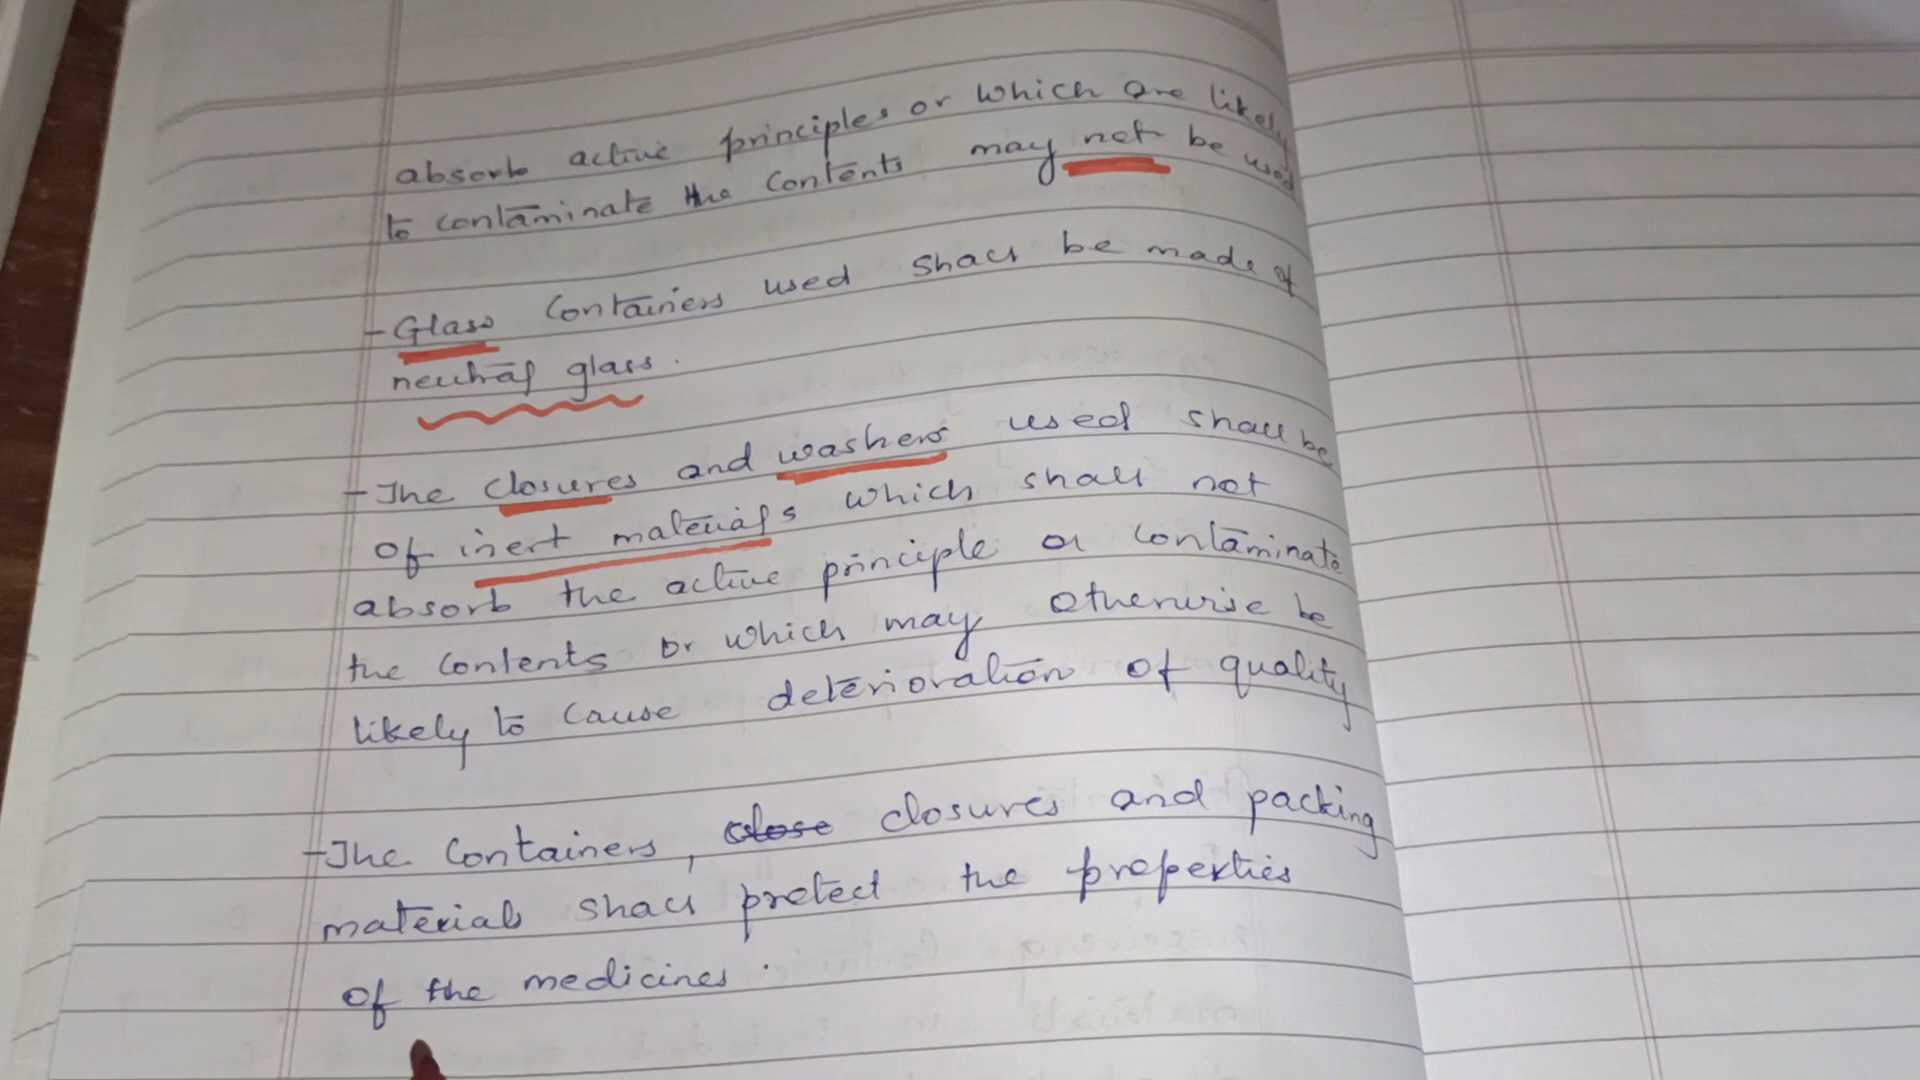 absorb active principles or which are likely
to contaminate the contents may not be used
- Glass containers used shall be made of
neutral glass.
- The closures and washers used shall be
of inert materials which shall not
absorb the active principle or contaminate
the contents or which may otherwise be
likely to cause deterioration of quality
- The containers, close closures and packing
materials shall protect the properties
of the medicines.